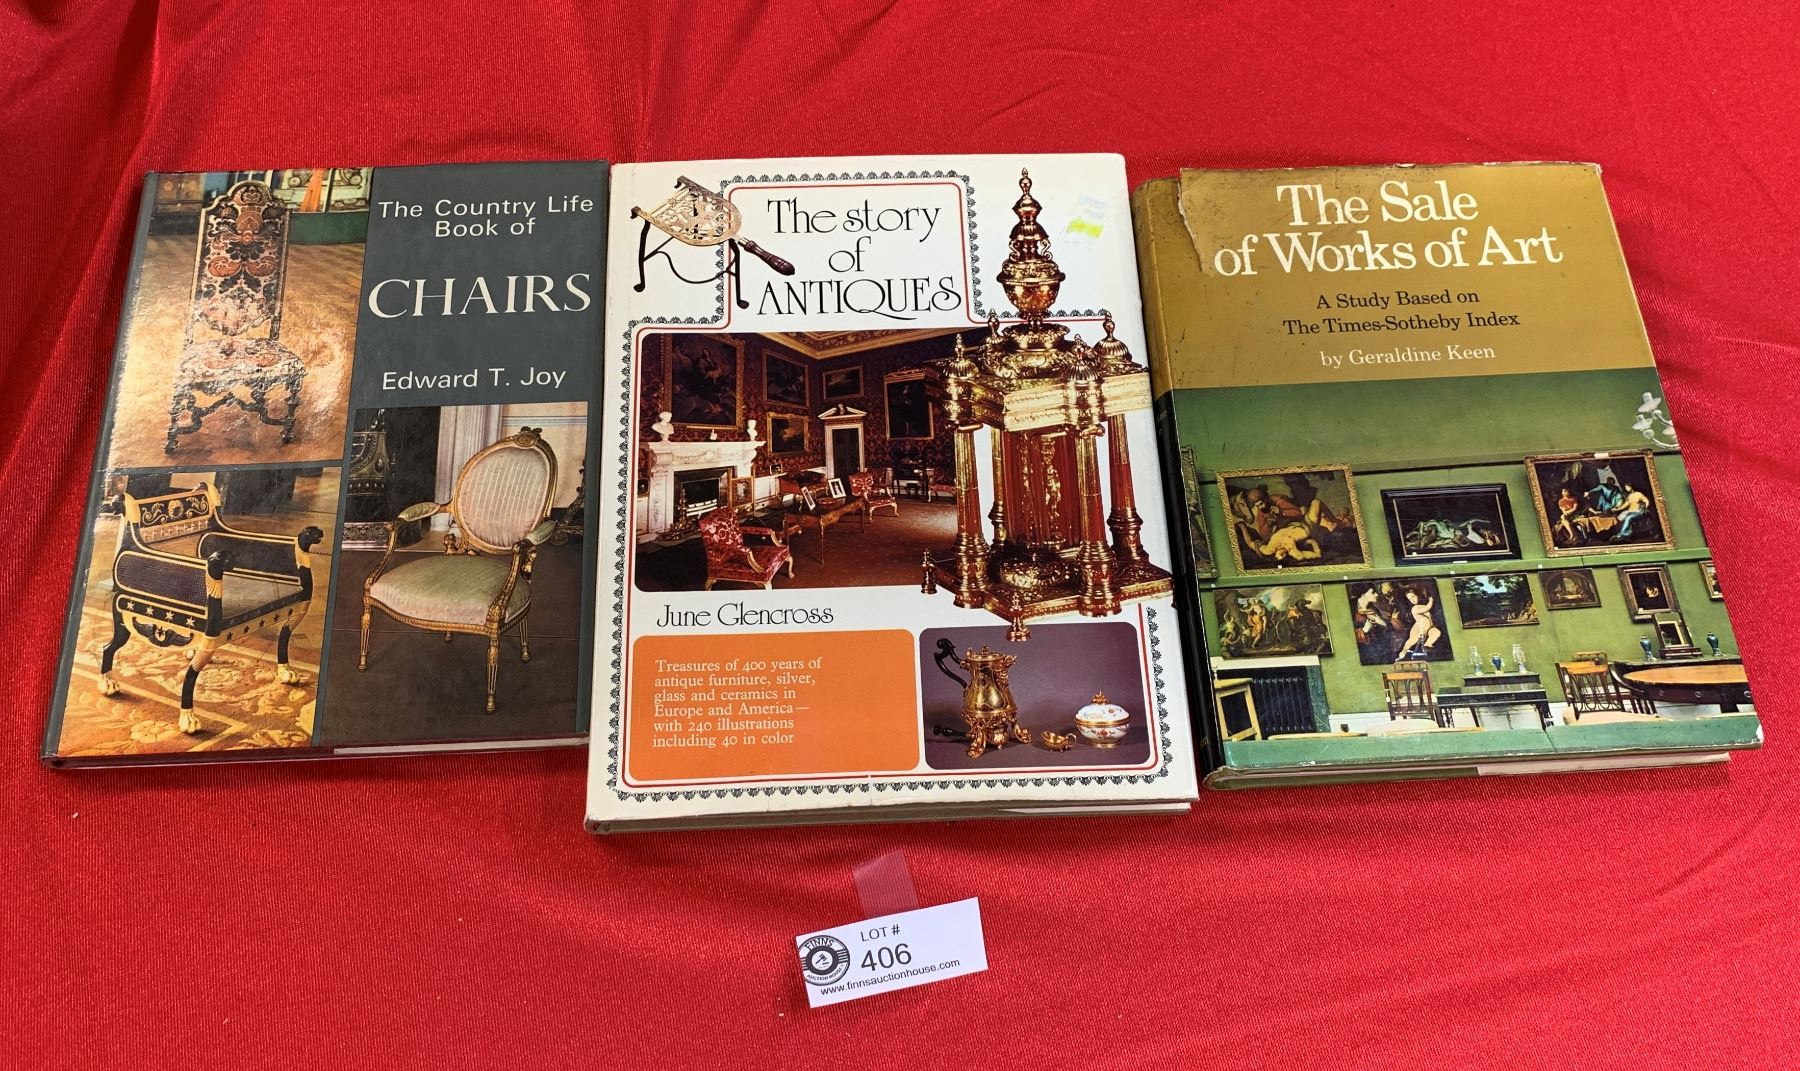 The Country Life
Book of
CHAIRS
Edward T. Joy
The story
of
ANTIQUES
June Glencross
Treasures of 400 years of
antique furniture, silver,
glass and ceramics in
Europe and America—
with 240 illustrations
including 40 in color
The Sale
of Works of Art
A Study Based on
The Times-Sotheby Index
by Geraldine Keen
LOT #
406
FINNS
AUCTION HOUSE
www.finnsauctionhouse.com